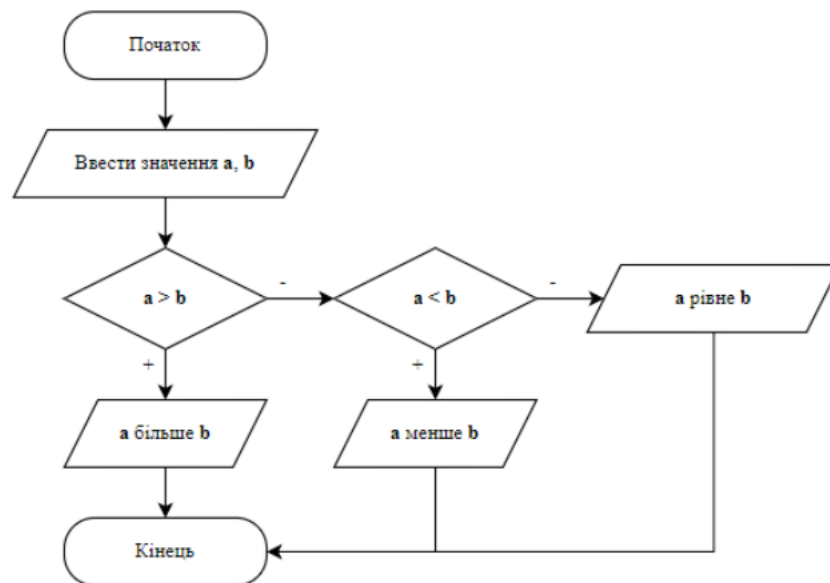 Початок
Ввести значення a, b
a > b
-
a < b
-
a рівне b
+
+
a більше b
a менше b
Кінець